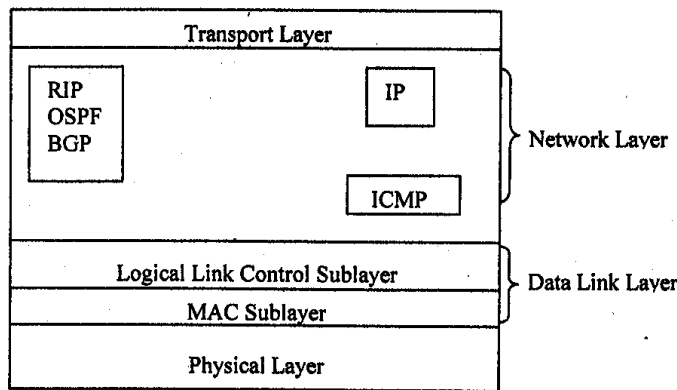 Transport Layer
RIP
OSPF
BGP
IP
ICMP
Network Layer
Logical Link Control Sublayer
MAC Sublayer
Data Link Layer
Physical Layer